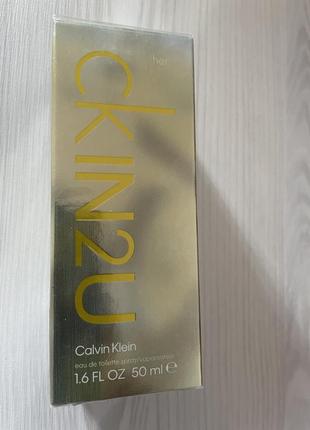 her
CKIN2U
Calvin Klein
eau de toilette spray/vaporisateur
1.6 FL OZ 50 ml ℮